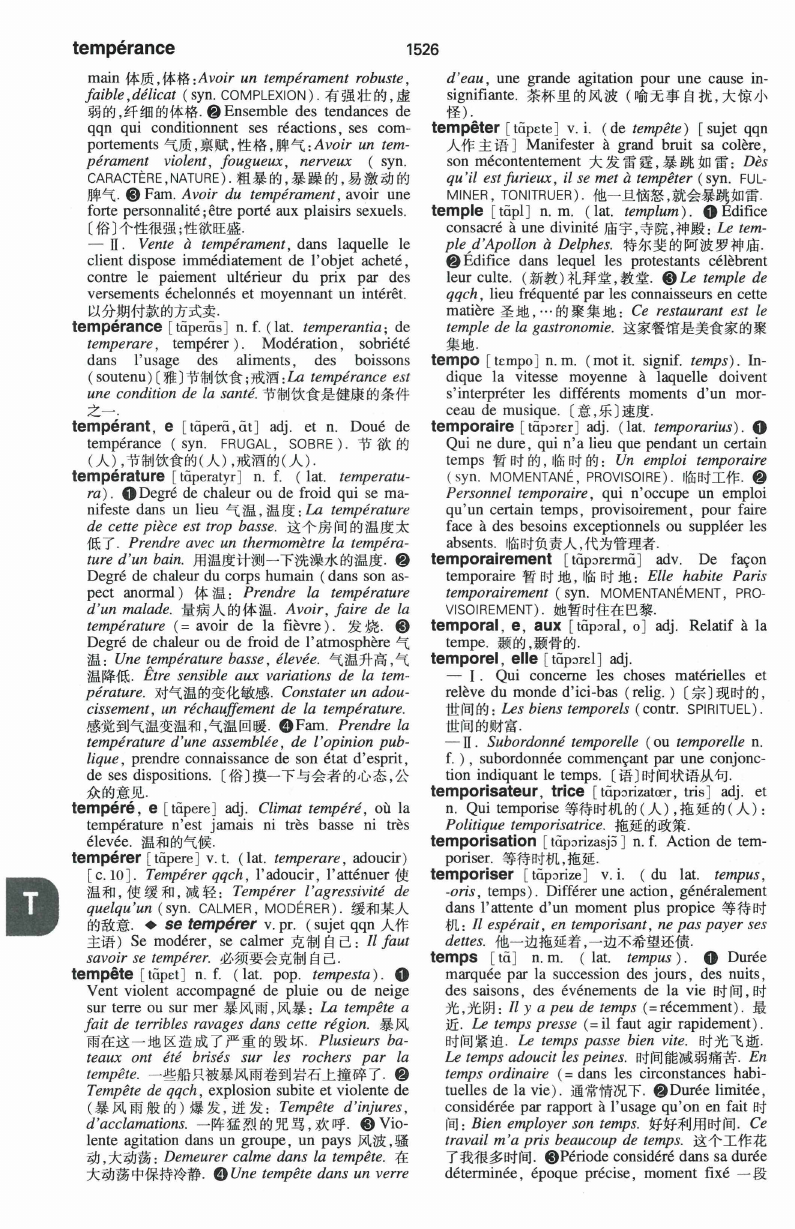 tempérance
1526
main 体质,体格:Avoir un tempérament robuste,
faible,délicat ( syn. COMPLEXION ). 有强壮的,虚
弱的,纤细的体格. ❷ Ensemble des tendances de
qqn qui conditionnent ses réactions, ses com-
portements 气质,禀赋,性格,脾气:Avoir un tem-
pérament violent, fougueux, nerveux ( syn.
CARACTÈRE,NATURE ). 粗暴的,暴躁的,易激动的
脾气. ❸ Fam. Avoir du tempérament, avoir une
forte personnalité;être porté aux plaisirs sexuels.
〔俗〕个性很强;性欲旺盛.
— Ⅱ. Vente à tempérament, dans laquelle le
client dispose immédiatement de l'objet acheté,
contre le paiement ultérieur du prix par des
versements échelonnés et moyennant un intérêt.
以分期付款的方式卖.
tempérance [ tɑ̃perɑ̃s] n. f. ( lat. temperantia; de
temperare, tempérer ). Modération, sobriété
dans l'usage des aliments, des boissons
( soutenu)〔雅〕节制饮食;戒酒:La tempérance est
une condition de la santé. 节制饮食是健康的条件
之一.
tempérant, e [ tɑ̃perɑ̃,ɑ̃t] adj. et n. Doué de
tempérance ( syn. FRUGAL, SOBRE ). 节欲的
(人),节制饮食的(人),戒酒的(人).
température [ tɑ̃peratyr] n. f. ( lat. temperatu-
ra). ❶Degré de chaleur ou de froid qui se ma-
nifeste dans un lieu 气温,温度:La température
de cette pièce est trop basse. 这个房间的温度太
低了. Prendre avec un thermomètre la tempéra-
ture d'un bain. 用温度计测一下洗澡水的温度. ❷
Degré de chaleur du corps humain ( dans son as-
pect anormal ) 体温: Prendre la température
d'un malade. 量病人的体温. Avoir, faire de la
température (= avoir de la fièvre). 发烧. ❸
Degré de chaleur ou de froid de l'atmosphère 气
温: Une température basse, élevée. 气温升高,气
温降低. Être sensible aux variations de la tem-
pérature. 对气温的变化敏感. Constater un adou-
cissement, un réchauffement de la température.
感觉到气温变温和,气温回暖. ❹Fam. Prendre la
température d'une assemblée, de l'opinion pub-
lique, prendre connaissance de son état d'esprit,
de ses dispositions. 〔俗〕摸一下与会者的心态,公
众的意见.
tempéré, e [ tɑ̃pere] adj. Climat tempéré, où la
température n'est jamais ni très basse ni très
élevée. 温和的气候.
tempérer [ tɑ̃pere] v. t. ( lat. temperare, adoucir)
[ c. 10 ]. Tempérer qqch, l'adoucir, l'atténuer 使
温和,使缓和,减轻: Tempérer l'agressivité de
quelqu'un ( syn. CALMER, MODÉRER). 缓和某人
的敌意. ◆ se tempérer v. pr. ( sujet qqn 人作
主语) Se modérer, se calmer 克制自己: Il faut
savoir se tempérer. 必须要会克制自己.
tempête [ tɑ̃pɛt] n. f. ( lat. pop. tempesta). ❶
Vent violent accompagné de pluie ou de neige
sur terre ou sur mer 暴风雨,风暴: La tempête a
fait de terribles ravages dans cette région. 暴风
雨在这一地区造成了严重的毁坏. Plusieurs ba-
teaux ont été brisés sur les rochers par la
tempête. 一些船只被暴风雨卷到岩石上撞碎了. ❷
Tempête de qqch, explosion subite et violente de
(暴风雨般的) 爆发,迸发: Tempête d'injures,
d'acclamations. 一阵猛烈的咒骂,欢呼. ❸ Vio-
lente agitation dans un groupe, un pays 风波,骚
动,大动荡: Demeurer calme dans la tempête. 在
大动荡中保持冷静. ❹ Une tempête dans un verre
T
d'eau, une grande agitation pour une cause in-
signifiante. 茶杯里的风波 (喻无事自扰,大惊小
怪).
tempêter [ tɑ̃pete] v. i. ( de tempête ) [ sujet qqn
人作主语 ] Manifester à grand bruit sa colère,
son mécontentement 大发雷霆,暴跳如雷: Dès
qu'il est furieux, il se met à tempêter ( syn. FUL-
MINER, TONITRUER). 他一旦恼怒,就会暴跳如雷.
temple [ tɑ̃pl] n. m. ( lat. templum). ❶ Édifice
consacré à une divinité 庙宇,寺院,神殿: Le tem-
ple d'Apollon à Delphes. 特尔斐的阿波罗神庙.
❷Édifice dans lequel les protestants célèbrent
leur culte. (新教)礼拜堂,教堂. ❸Le temple de
qqch, lieu fréquenté par les connaisseurs en cette
matière 圣地,…的聚集地: Ce restaurant est le
temple de la gastronomie. 这家餐馆是美食家的聚
集地.
tempo [ tɛmpo] n. m. ( mot it. signif. temps). In-
dique la vitesse moyenne à laquelle doivent
s'interpréter les différents moments d'un mor-
ceau de musique. 〔意,乐〕速度.
temporaire [ tɑ̃pɔrɛr] adj. ( lat. temporarius). ❶
Qui ne dure, qui n'a lieu que pendant un certain
temps 暂时的,临时的: Un emploi temporaire
( syn. MOMENTANÉ, PROVISOIRE). 临时工作. ❷
Personnel temporaire, qui n'occupe un emploi
qu'un certain temps, provisoirement, pour faire
face à des besoins exceptionnels ou suppléer les
absents. 临时负责人,代为管理者.
temporairement [ tɑ̃pɔrɛrmɑ̃] adv. De façon
temporaire 暂时地,临时地: Elle habite Paris
temporairement ( syn. MOMENTANÉMENT, PRO-
VISOIREMENT). 她暂时住在巴黎.
temporal, e, aux [ tɑ̃pɔral, o] adj. Relatif à la
tempe. 颞的,颞骨的.
temporel, elle [ tɑ̃pɔrɛl] adj.
— Ⅰ. Qui concerne les choses matérielles et
relève du monde d'ici-bas ( relig. ) 〔宗〕现时的,
世间的: Les biens temporels ( contr. SPIRITUEL).
世间的财富.
— Ⅱ. Subordonné temporelle ( ou temporelle n.
f. ), subordonnée commençant par une conjonc-
tion indiquant le temps. 〔语〕时间状语从句.
temporisateur, trice [ tɑ̃pɔrizatœr, tris] adj. et
n. Qui temporise 等待时机的(人),拖延的(人):
Politique temporisatrice. 拖延的政策.
temporisation [ tɑ̃pɔrizasjɔ̃ ] n. f. Action de tem-
poriser. 等待时机,拖延.
temporiser [ tɑ̃pɔrize] v. i. ( du lat. tempus,
-oris, temps). Différer une action, généralement
dans l'attente d'un moment plus propice 等待时
机: Il espérait, en temporisant, ne pas payer ses
dettes. 他一边拖延着,一边不希望还债.
temps [ tɑ̃] n. m. ( lat. tempus ). ❶ Durée
marquée par la succession des jours, des nuits,
des saisons, des événements de la vie 时间,时
光,光阴: Il y a peu de temps (=récemment). 最
近. Le temps presse (=il faut agir rapidement).
时间紧迫. Le temps passe bien vite. 时光飞逝.
Le temps adoucit les peines. 时间能减弱痛苦. En
temps ordinaire (= dans les circonstances habi-
tuelles de la vie). 通常情况下. ❷Durée limitée,
considérée par rapport à l'usage qu'on en fait 时
间: Bien employer son temps. 好好利用时间. Ce
travail m'a pris beaucoup de temps. 这个工作花
了我很多时间. ❸Période considéré dans sa durée
déterminée, époque précise, moment fixé 一段